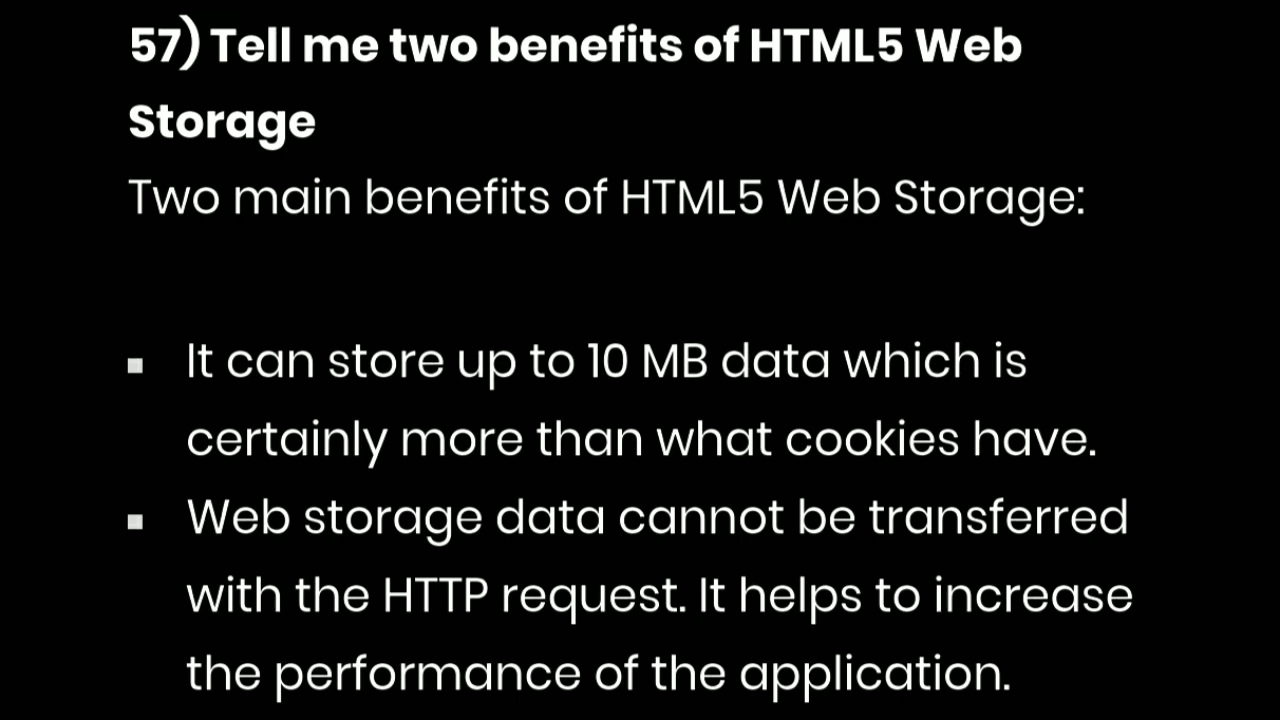 57) Tell me two benefits of HTML5 Web
Storage
Two main benefits of HTML5 Web Storage:
▪ It can store up to 10 MB data which is
certainly more than what cookies have.
▪ Web storage data cannot be transferred
with the HTTP request. It helps to increase
the performance of the application.